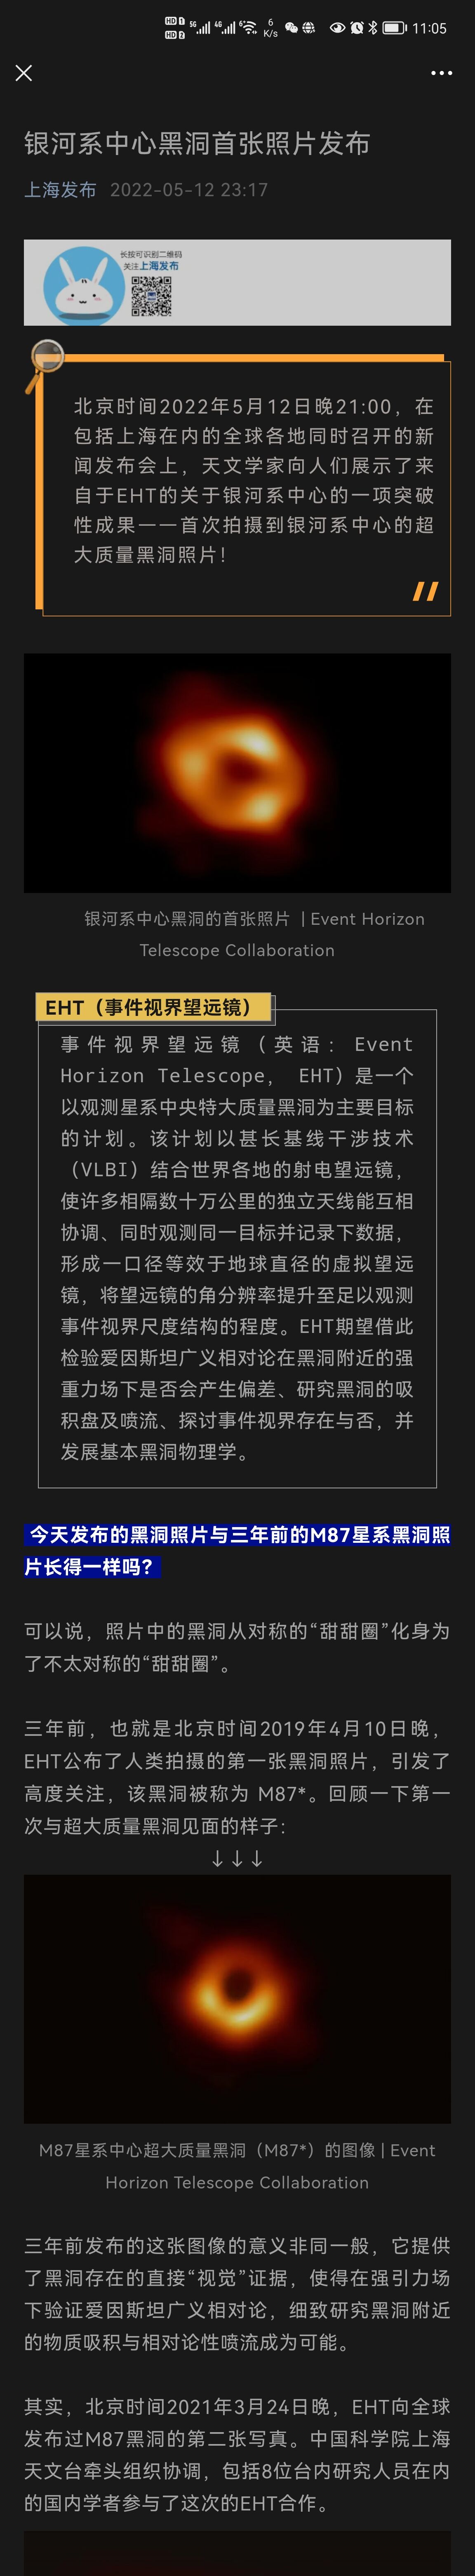 HD 1 5G 4G 6 6 11:05
HD 2 K/s
银河系中心黑洞首张照片发布
上海发布 2022-05-12 23:17
长按可识别二维码
关注上海发布
北京时间2022年5月12日晚21:00，在
包括上海在内的全球各地同时召开的新
闻发布会上，天文学家向人们展示了来
自于EHT的关于银河系中心的一项突破
性成果——首次拍摄到银河系中心的超
大质量黑洞照片！
银河系中心黑洞的首张照片 | Event Horizon
Telescope Collaboration
EHT（事件视界望远镜）
事件视界望远镜（英语：Event
Horizon Telescope， EHT）是一个
以观测星系中央特大质量黑洞为主要目标
的计划。该计划以甚长基线干涉技术
（VLBI）结合世界各地的射电望远镜，
使许多相隔数十万公里的独立天线能互相
协调、同时观测同一目标并记录下数据，
形成一口径等效于地球直径的虚拟望远
镜，将望远镜的角分辨率提升至足以观测
事件视界尺度结构的程度。EHT期望借此
检验爱因斯坦广义相对论在黑洞附近的强
重力场下是否会产生偏差、研究黑洞的吸
积盘及喷流、探讨事件视界存在与否，并
发展基本黑洞物理学。
今天发布的黑洞照片与三年前的M87星系黑洞照
片长得一样吗？
可以说，照片中的黑洞从对称的“甜甜圈”化身为
了不太对称的“甜甜圈”。
三年前，也就是北京时间2019年4月10日晚，
EHT公布了人类拍摄的第一张黑洞照片，引发了
高度关注，该黑洞被称为 M87*。回顾一下第一
次与超大质量黑洞见面的样子：
↓↓↓
M87星系中心超大质量黑洞（M87*）的图像 | Event
Horizon Telescope Collaboration
三年前发布的这张图像的意义非同一般，它提供
了黑洞存在的直接“视觉”证据，使得在强引力场
下验证爱因斯坦广义相对论，细致研究黑洞附近
的物质吸积与相对论性喷流成为可能。
其实，北京时间2021年3月24日晚，EHT向全球
发布过M87黑洞的第二张写真。中国科学院上海
天文台牵头组织协调，包括8位台内研究人员在内
的国内学者参与了这次的EHT合作。